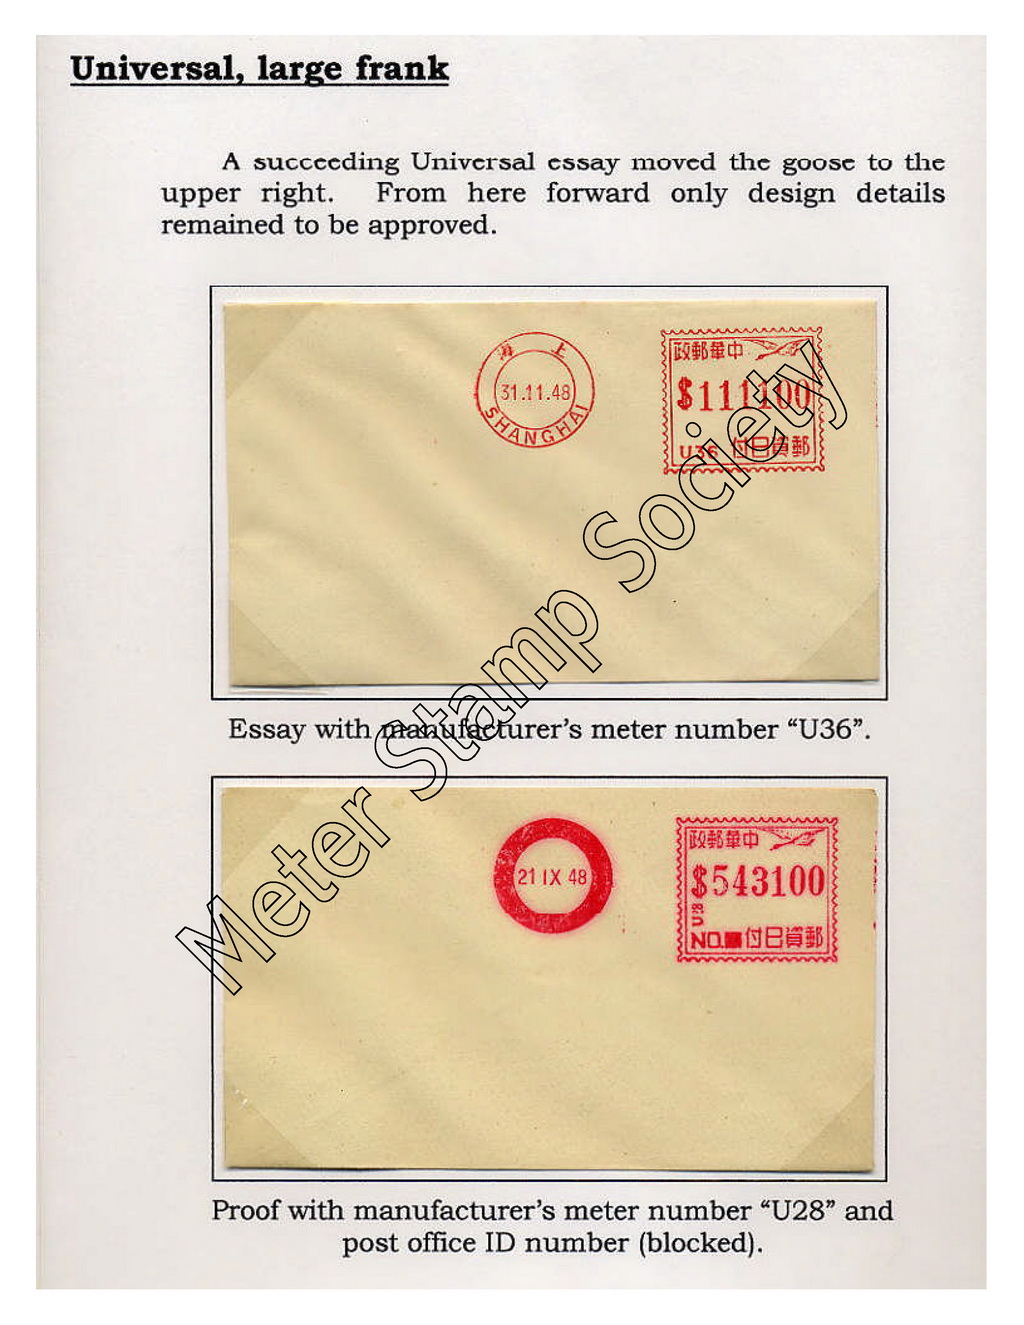 Universal, large frank
A succeeding Universal essay moved the goose to the
upper right. From here forward only design details
remained to be approved.
海 上
31.11.48
SHANGHAI
政郵華中
$111100
U36 付已資郵
Essay with manufacturer's meter number “U36”.
21 IX 48
政郵華中
$543100
U28
NO. 付已資郵
Proof with manufacturer's meter number “U28” and
post office ID number (blocked).
Meter Stamp Society